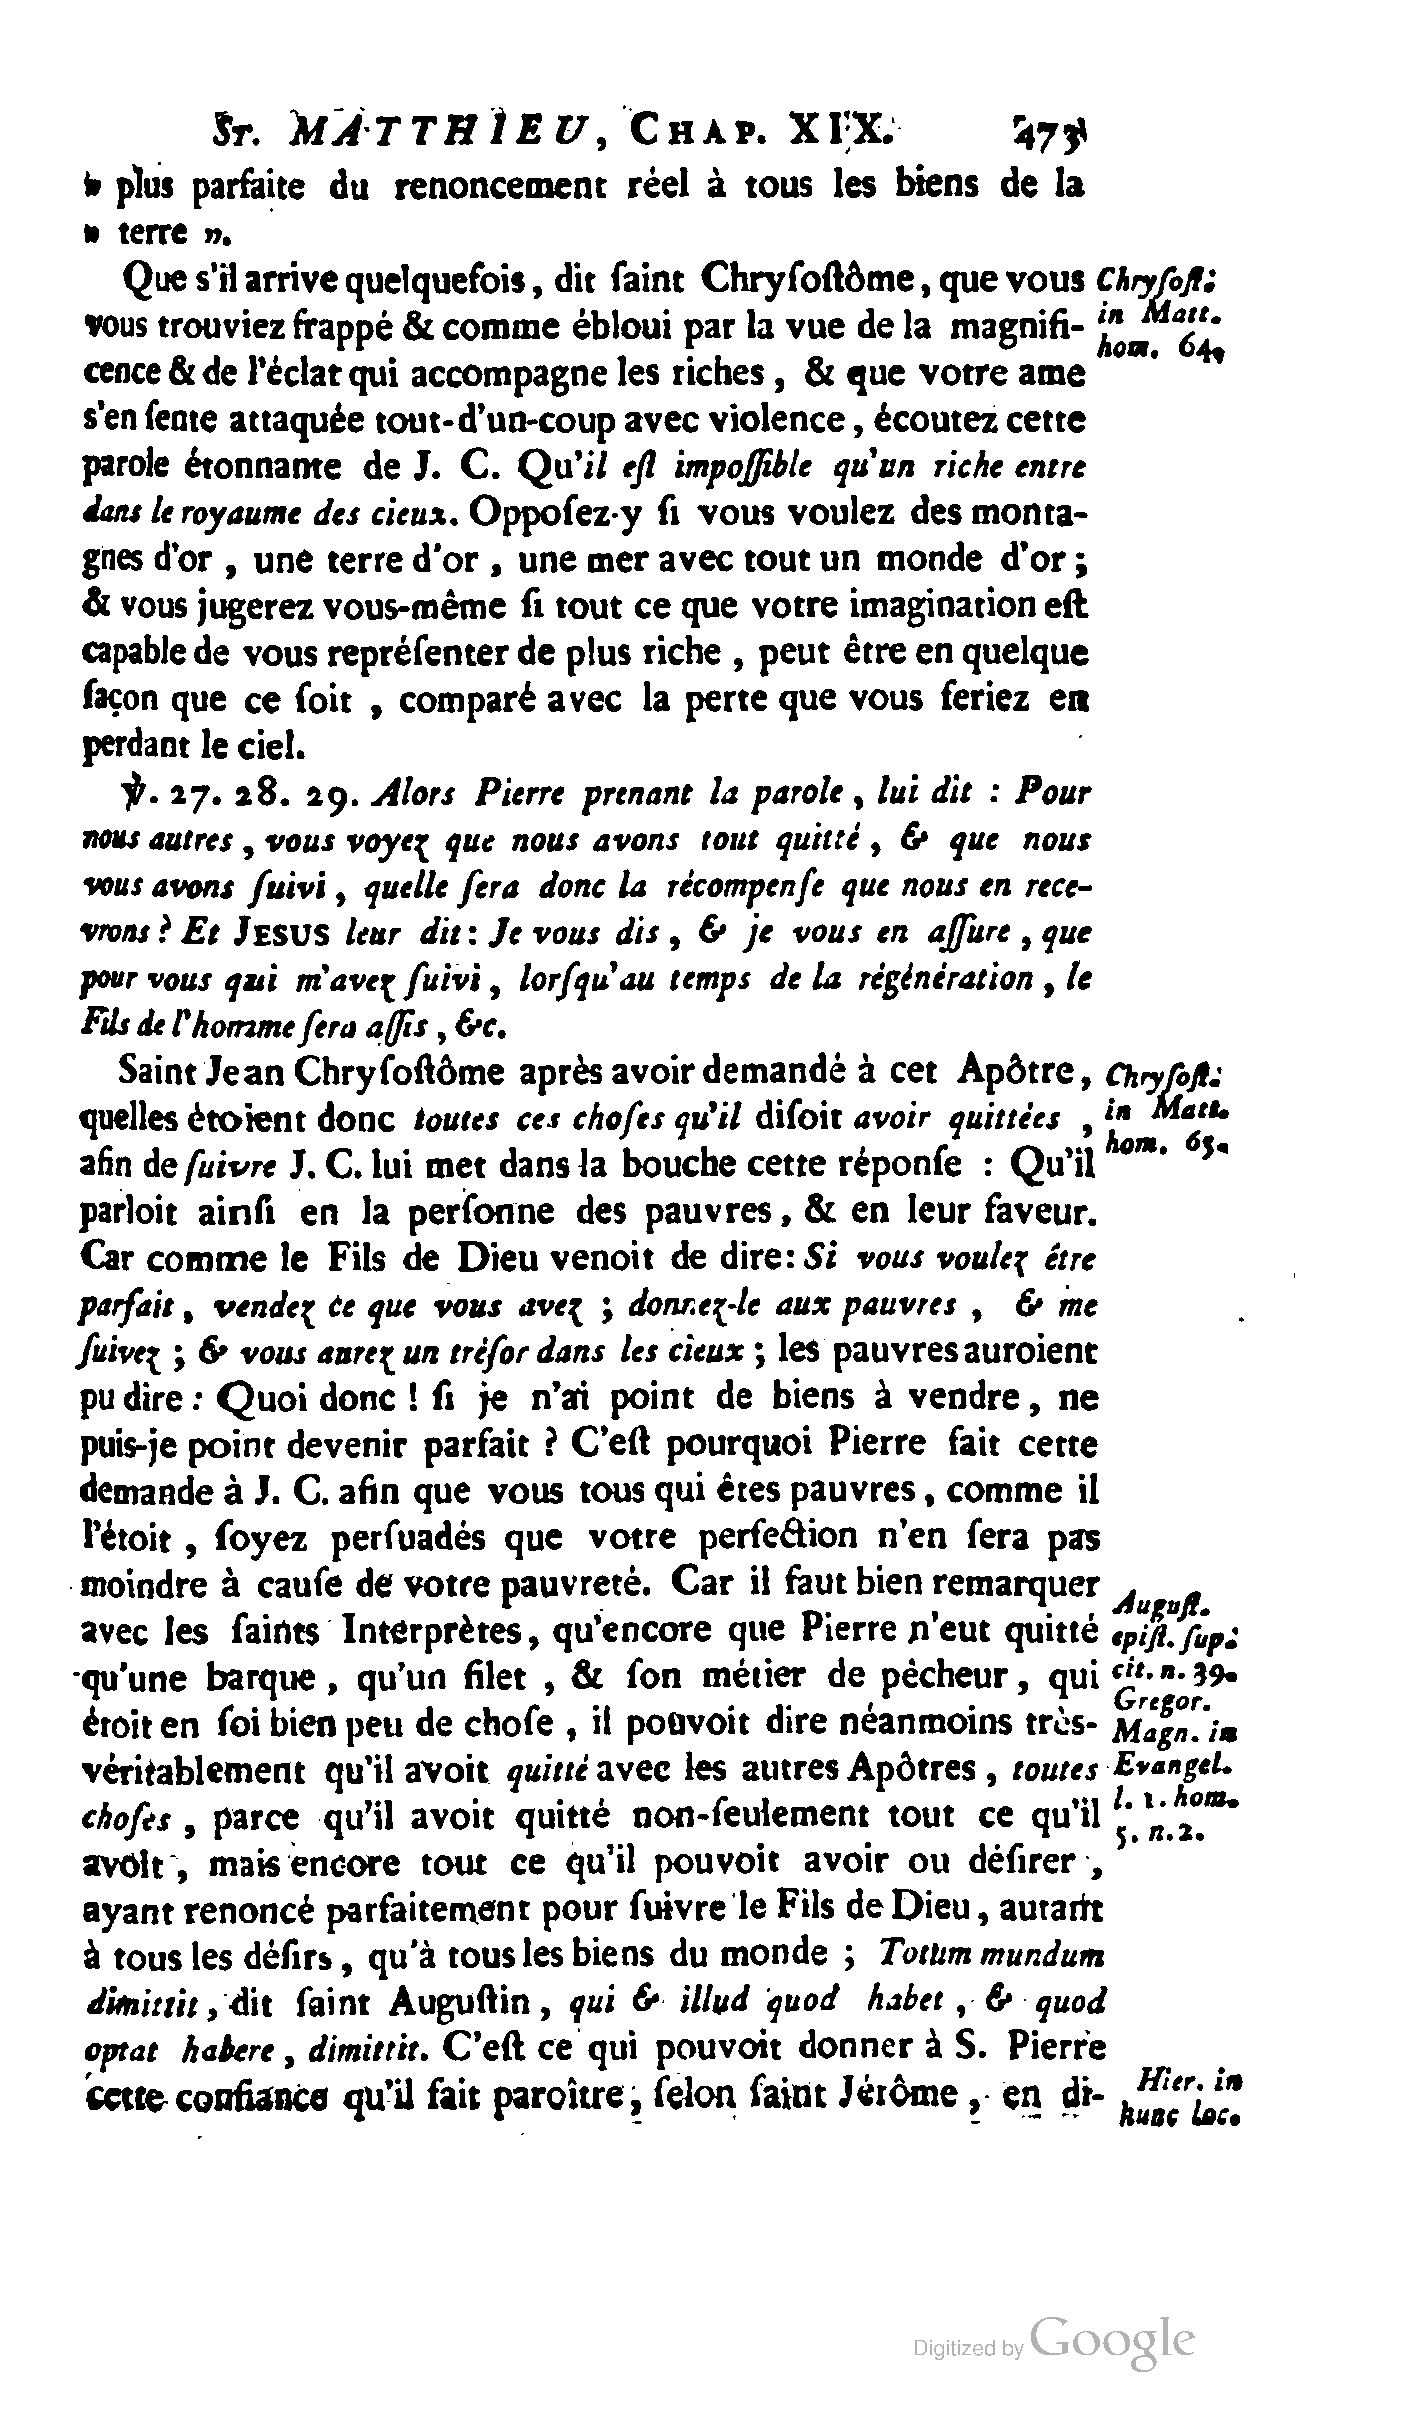 St. MATTHIEU, CHAP. XIX. 473
» plus parfaite du renoncement réel à tous les biens de la
» terre ».
Que s'il arrive quelquefois, dit ſaint Chryſoſtôme, que vous
vous trouviez frappé & comme ébloui par la vue de la magnifi-
cence & de l'éclat qui accompagne les riches, & que votre ame
s'en ſente attaquée tout-d'un-coup avec violence, écoutez cette
parole étonnante de J. C. Qu'il eſt impoſſible qu'un riche entre
dans le royaume des cieux. Oppoſez-y ſi vous voulez des monta-
gnes d'or, une terre d'or, une mer avec tout un monde d'or;
& vous jugerez vous-même ſi tout ce que votre imagination eſt
capable de vous repréſenter de plus riche, peut être en quelque
façon que ce ſoit, comparé avec la perte que vous feriez en
perdant le ciel.
Chryſoſt.
in Matt.
hom. 64.
℣. 27. 28. 29. Alors Pierre prenant la parole, lui dit : Pour
nous autres, vous voyez que nous avons tout quitté, & que nous
vous avons ſuivi, quelle ſera donc la récompenſe que nous en rece-
vrons ? Et JESUS leur dit : Je vous dis, & je vous en aſſure, que
pour vous qui m'avez ſuivi, lorſqu'au temps de la régénération, le
Fils de l'homme ſera aſſis, &c.
Saint Jean Chryſoſtôme après avoir demandé à cet Apôtre,
quelles étoient donc toutes ces choſes qu'il diſoit avoir quittées,
afin de ſuivre J. C. lui met dans la bouche cette réponſe : Qu'il
parloit ainſi en la perſonne des pauvres, & en leur faveur.
Car comme le Fils de Dieu venoit de dire : Si vous voulez être
parfait, vendez ce que vous avez ; donnez-le aux pauvres, & me
ſuivez ; & vous aurez un tréſor dans les cieux ; les pauvres auroient
pu dire : Quoi donc ! ſi je n'ai point de biens à vendre, ne
puis-je point devenir parfait ? C'eſt pourquoi Pierre fait cette
demande à J. C. afin que vous tous qui êtes pauvres, comme il
l'étoit, ſoyez perſuadés que votre perfection n'en ſera pas
moindre à cauſe de votre pauvreté. Car il faut bien remarquer
avec les ſaints Interprètes, qu'encore que Pierre n'eut quitté
qu'une barque, qu'un filet, & ſon métier de pêcheur, qui
étoit en ſoi bien peu de choſe, il pouvoit dire néanmoins très-
véritablement qu'il avoit quitté avec les autres Apôtres, toutes
choſes, parce qu'il avoit quitté non-ſeulement tout ce qu'il
avoit, mais encore tout ce qu'il pouvoit avoir ou déſirer,
ayant renoncé parfaitement pour ſuivre le Fils de Dieu, autant
à tous les déſirs, qu'à tous les biens du monde ; Totum mundum
dimittit, dit ſaint Auguſtin, qui & illud quod habet, & quod
optat habere, dimittit. C'eſt ce qui pouvoit donner à S. Pierre
cette confiance qu'il fait paroître, ſelon ſaint Jérôme, en di-
Chryſoſt.
in Matt.
hom. 65.
Auguſt.
epiſt. ſup.
cit. n. 39.
Gregor.
Magn. in
Evangel.
l. 1. hom.
5. n. 2.
Hier. in
hunc loc.
Digitized by Google